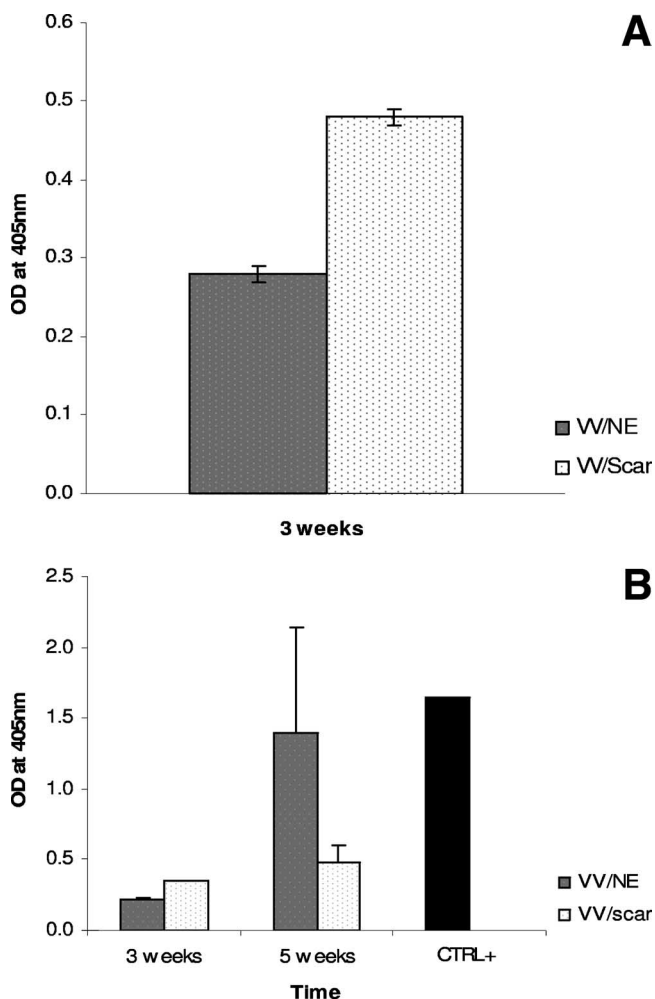 A
0.6
0.5
0.4
0.3
0.2
0.1
0.0
OD at 405nm
VV/NE
VV/Scar
3 weeks
B
2.5
2.0
1.5
1.0
0.5
0.0
OD at 405nm
VV/NE
VV/scar
3 weeks 5 weeks CTRL+
Time